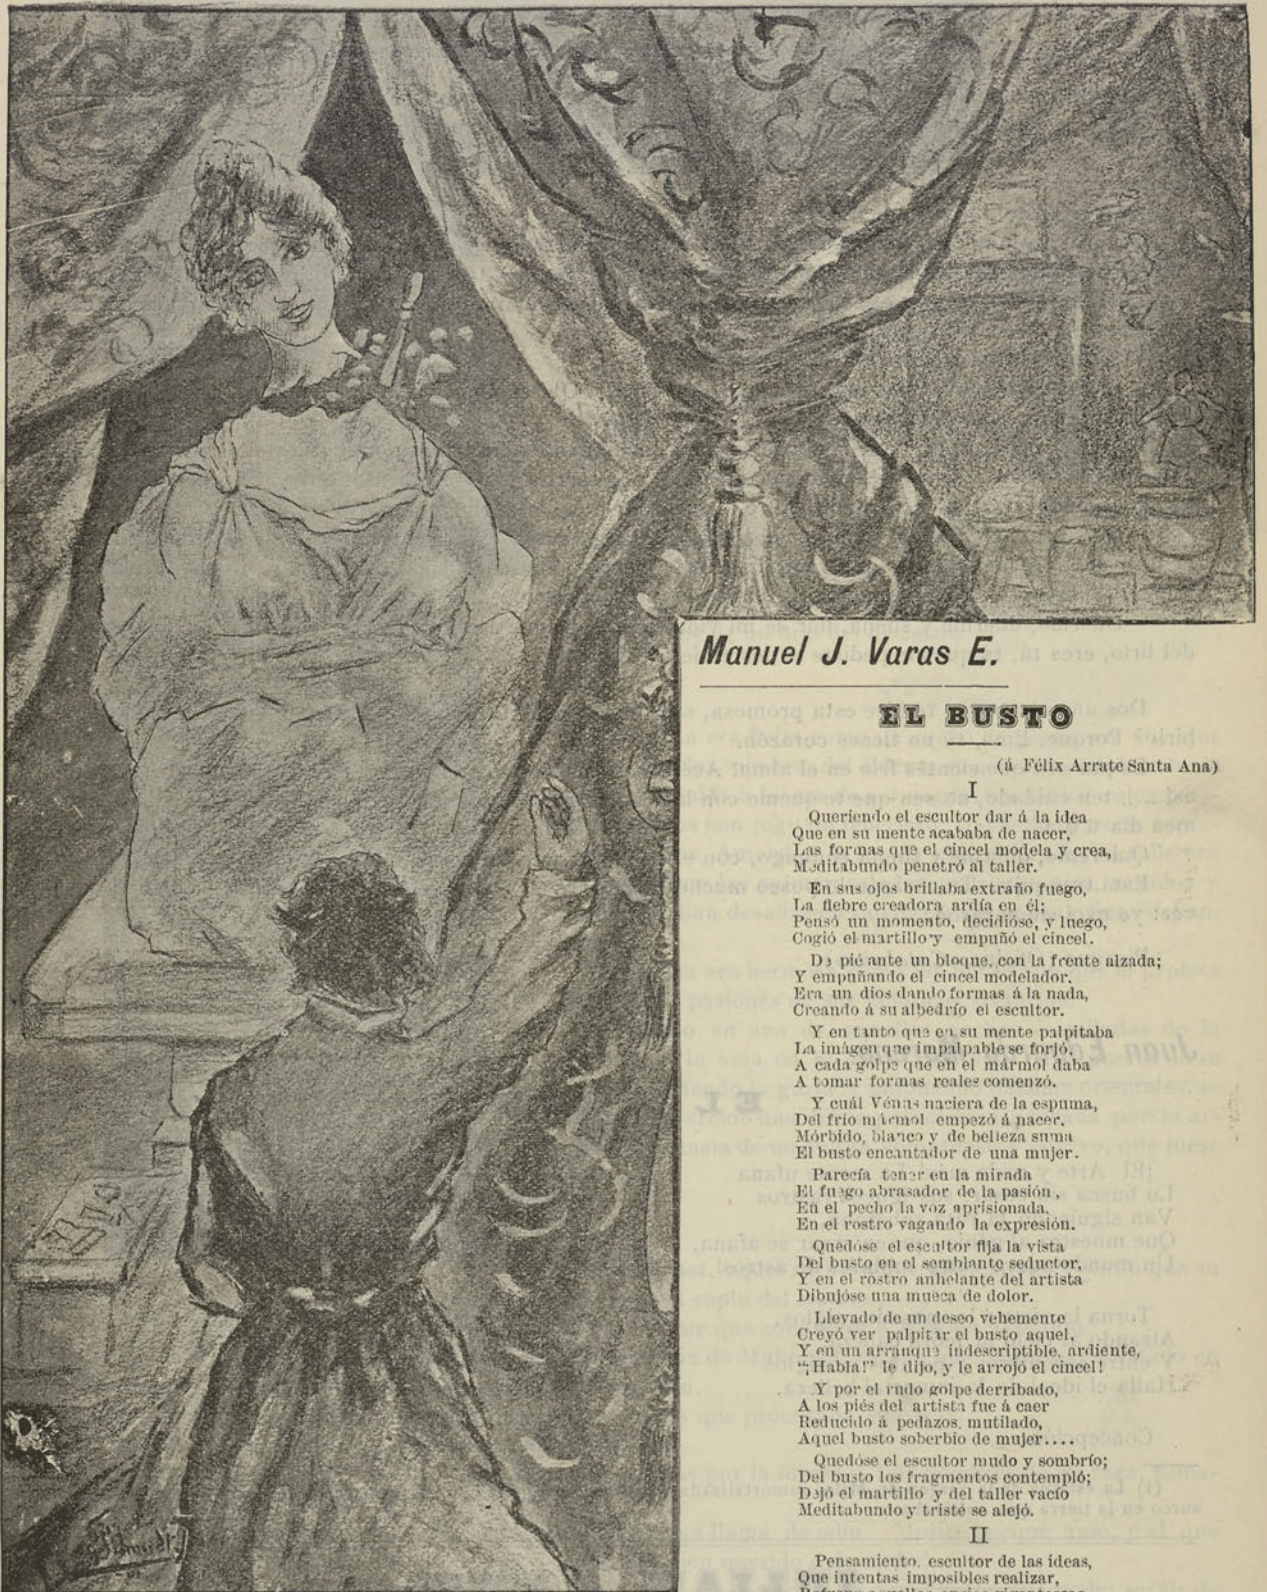 Manuel J. Varas E.
EL BUSTO
(á Félix Arrate Santa Ana)
I
Queriendo el escultor dar á la idea
Que en su mente acababa de nacer,
Las formas que el cincel modela y crea,
Meditabundo penetró al taller.
En sus ojos brillaba extraño fuego,
La fiebre creadora ardía en él;
Pensó un momento, decidióse, y luego,
Cogió el martillo y empuñó el cincel.
De pié ante un bloque, con la frente alzada;
Y empuñando el cincel modelador,
Era un dios dando formas á la nada,
Creando á su albedrío el escultor.
Y en tanto que en su mente palpitaba
La imágen que impalpable se forjó,
A cada golpe que en el mármol daba
A tomar formas reales comenzó.
Y cuál Vénus naciera de la espuma,
Del frio mármol empezó á nacer,
Mórbido, blanco y de belleza suma
El busto encantador de una mujer.
Parecía tener en la mirada
El fuego abrasador de la pasión,
En el pecho la voz aprisionada,
En el rostro vagando la expresión.
Quedóse el escultor fija la vista
Del busto en el semblante seductor,
Y en el rostro anhelante del artista
Dibujóse una mueca de dolor.
Llevado de un deseo vehemente
Creyó ver palpitar el busto aquel,
Y en un arranque indescriptible, ardiente,
"¡Habla!" le dijo, y le arrojó el cincel!
Y por el rudo golpe derribado,
A los piés del artista fue á caer
Reducido á pedazos, mutilado,
Aquel busto soberbio de mujer....
Quedóse el escultor mudo y sombrío;
Del busto los fragmentos contempló;
Dejó el martillo y del taller vacío
Meditabundo y triste se alejó.
II
Pensamiento, escultor de las ideas,
Que intentas imposibles realizar,